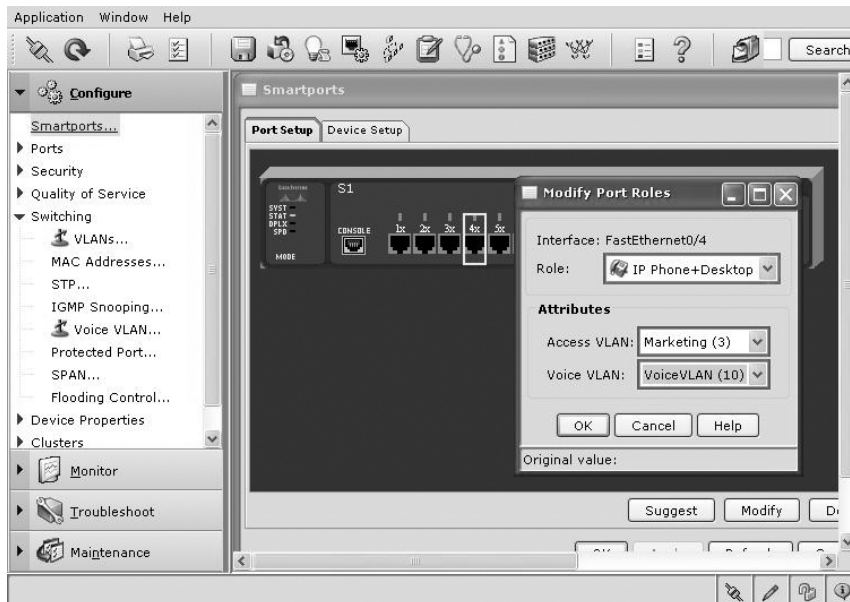 Application Window Help
Search
Configure
Smartports...
Ports
Security
Quality of Service
Switching
VLANs...
MAC Addresses...
STP...
IGMP Snooping...
Voice VLAN...
Protected Port...
SPAN...
Flooding Control...
Device Properties
Clusters
Monitor
Troubleshoot
Maintenance
Smartports
Port Setup
Device Setup
S1
SYST
STAT
DPLX
SPD
MODE
CONSOLE
1x 2x 3x 4x 5x
Modify Port Roles
Interface: FastEthernet0/4
Role: IP Phone+Desktop
Attributes
Access VLAN: Marketing (3)
Voice VLAN: VoiceVLAN (10)
OK Cancel Help
Original value:
Suggest Modify